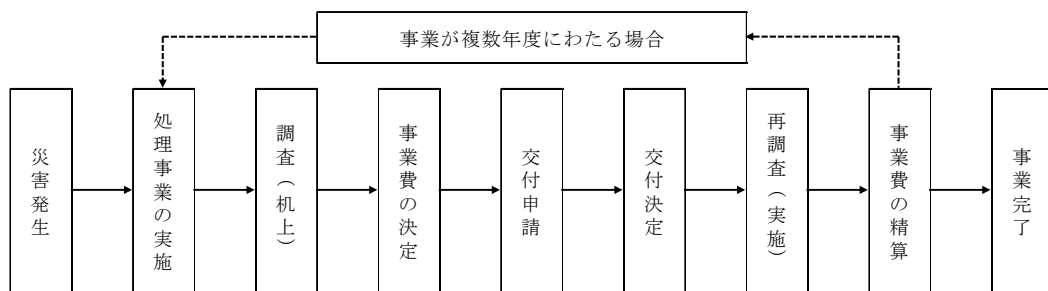 事業が複数年度にわたる場合
災害発生
処理事業の実施
調査（机上）
事業費の決定
交付申請
交付決定
再調査（実施）
事業費の精算
事業完了